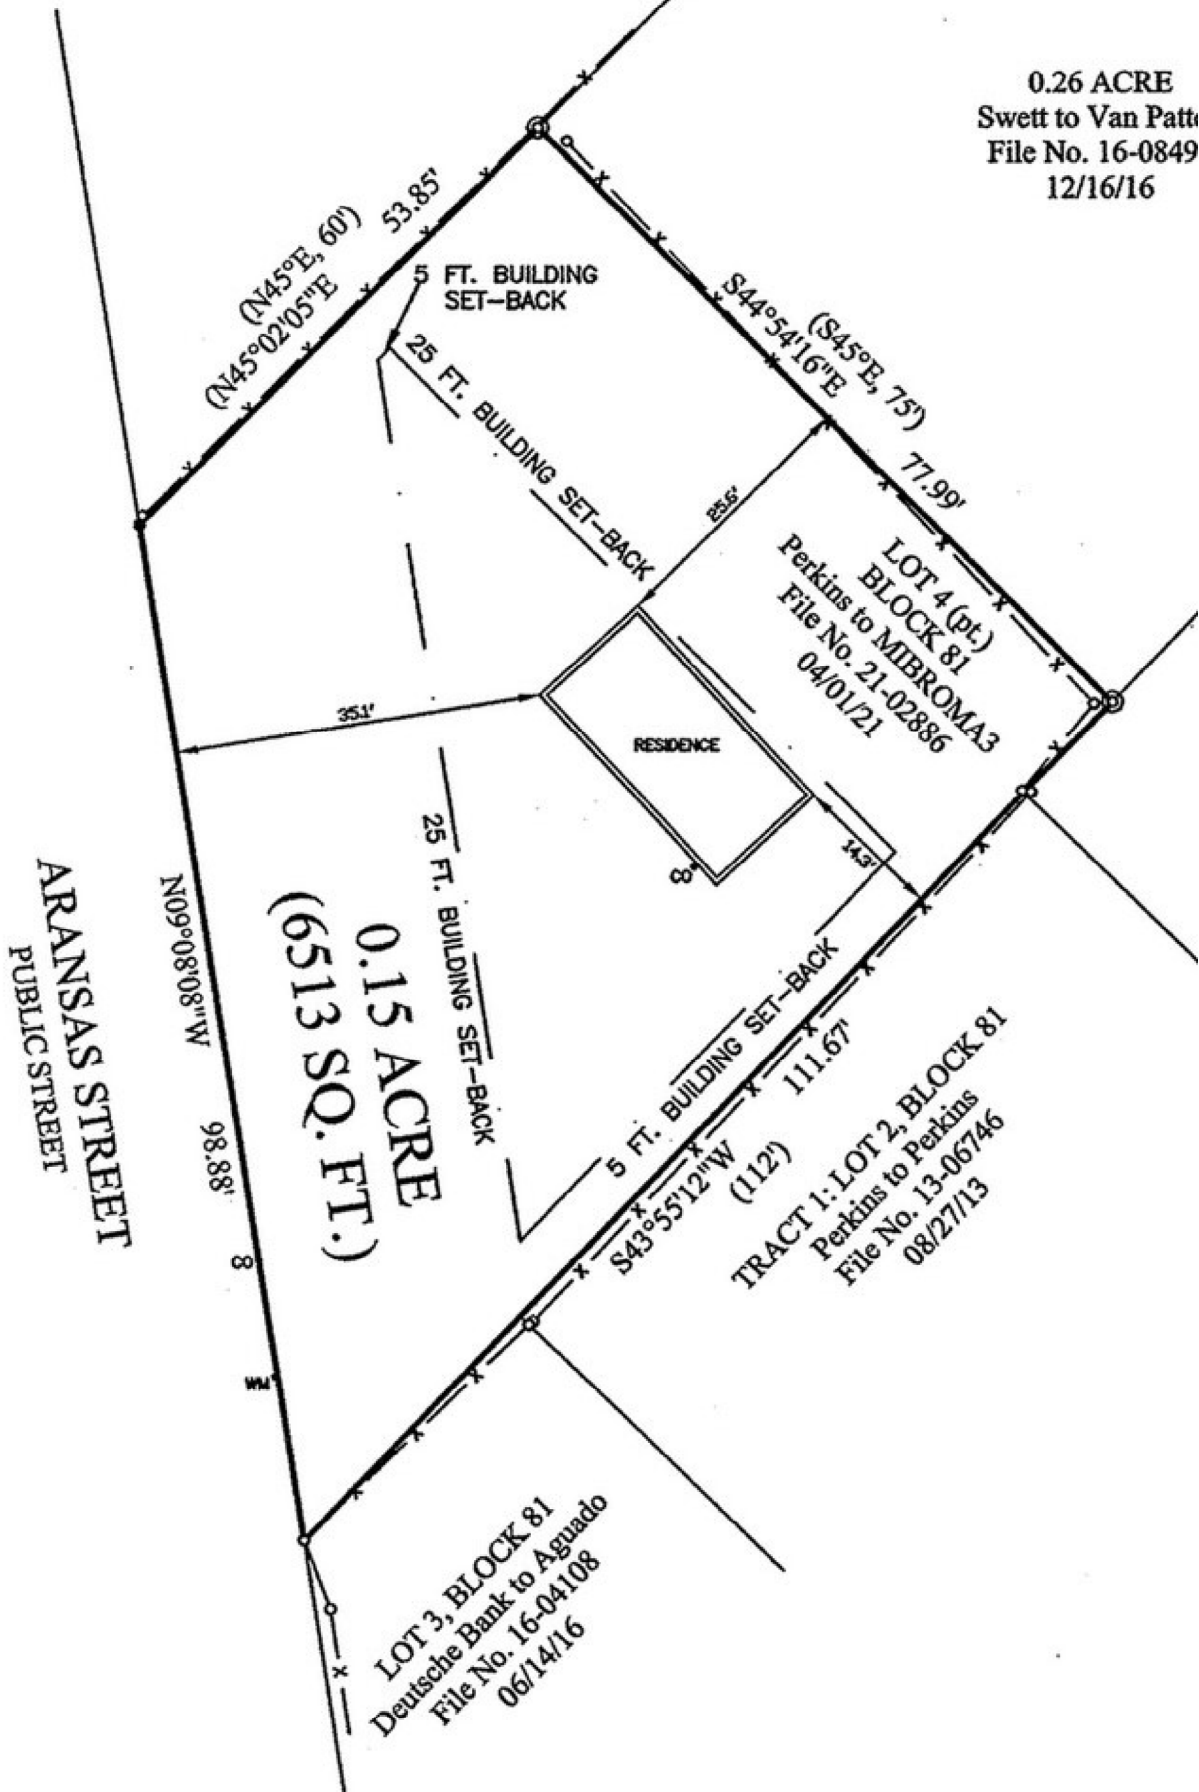 0.26 ACRE
Swett to Van Patte
File No. 16-0849
12/16/16
(N45°E, 60')
(N45°02'05"E
53.85'
5 FT. BUILDING
SET-BACK
(S45°E, 75')
S44°54'16"E
77.99'
25 FT. BUILDING SET-BACK
25.6'
LOT 4 (pt.)
BLOCK 81
Perkins to MIBROMA3
File No. 21-02886
04/01/21
35.1'
RESIDENCE
14.3'
CO
25 FT. BUILDING SET-BACK
0.15 ACRE
(6513 SQ. FT.)
N09°08'08"W
98.88'
ARANSAS STREET
PUBLIC STREET
5 FT. BUILDING SET-BACK
111.67'
S43°55'12"W
(112')
TRACT 1: LOT 2, BLOCK 81
Perkins to Perkins
File No. 13-06746
08/27/13
CO
WM
LOT 3, BLOCK 81
Deutsche Bank to Aguado
File No. 16-04108
06/14/16